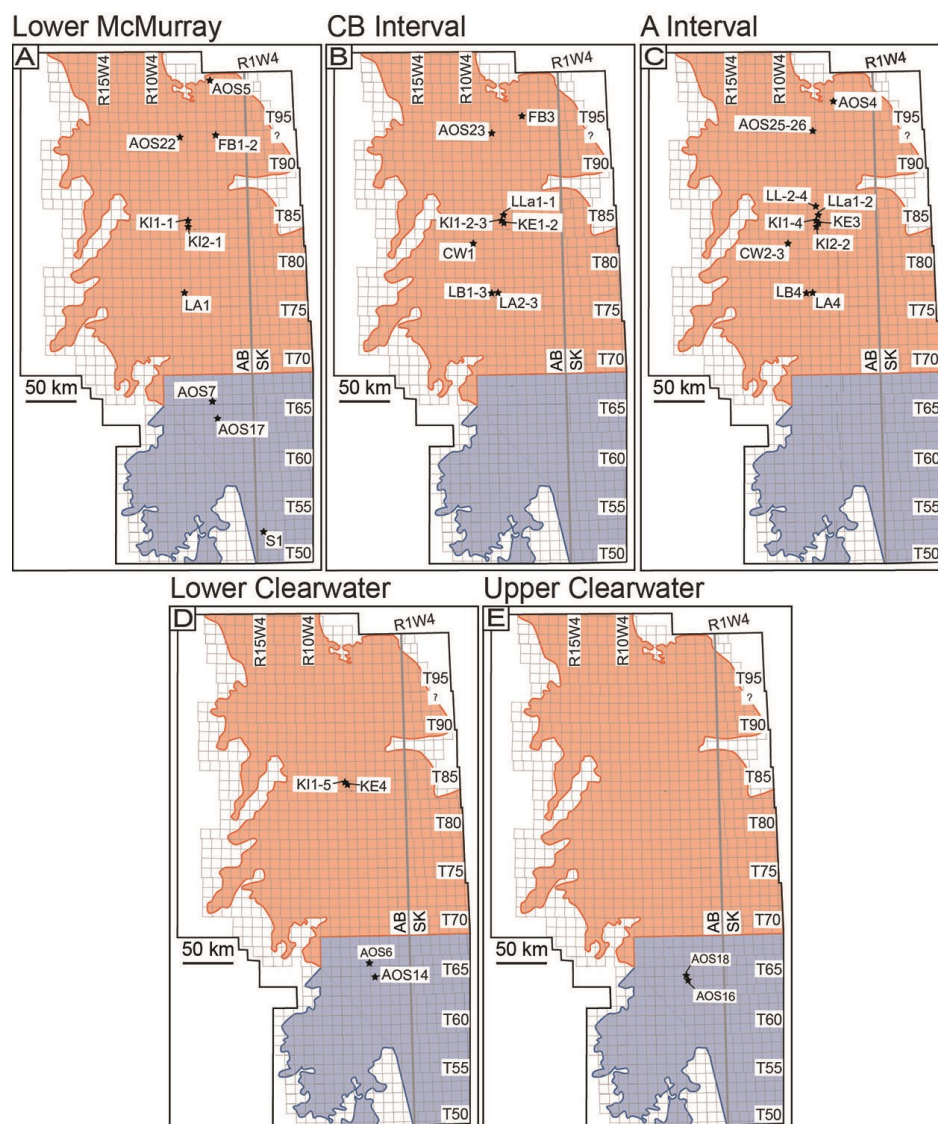 Lower McMurray
A
R15W4
R10W4
R1W4
AOS5
T95
?
AOS22
FB1-2
T90
KI1-1
T85
KI2-1
T80
LA1
T75
AB
SK
T70
50 km
AOS7
T65
AOS17
T60
T55
S1
T50
CB Interval
B
R15W4
R10W4
R1W4
FB3
T95
?
AOS23
T90
LLa1-1
T85
KI1-2-3
KE1-2
CW1
T80
LB1-3
LA2-3
T75
AB
SK
T70
50 km
T65
T60
T55
T50
A Interval
C
R15W4
R10W4
R1W4
AOS4
T95
AOS25-26
?
T90
LL-2-4
LLa1-2
T85
KI1-4
KE3
KI2-2
CW2-3
T80
LB4
LA4
T75
AB
SK
T70
50 km
T65
T60
T55
T50
Lower Clearwater
D
R15W4
R10W4
R1W4
T95
?
T90
KI1-5
KE4
T85
T80
T75
AB
SK
T70
50 km
AOS6
T65
AOS14
T60
T55
T50
Upper Clearwater
E
R15W4
R10W4
R1W4
T95
?
T90
T85
T80
T75
AB
SK
T70
50 km
AOS18
T65
AOS16
T60
T55
T50